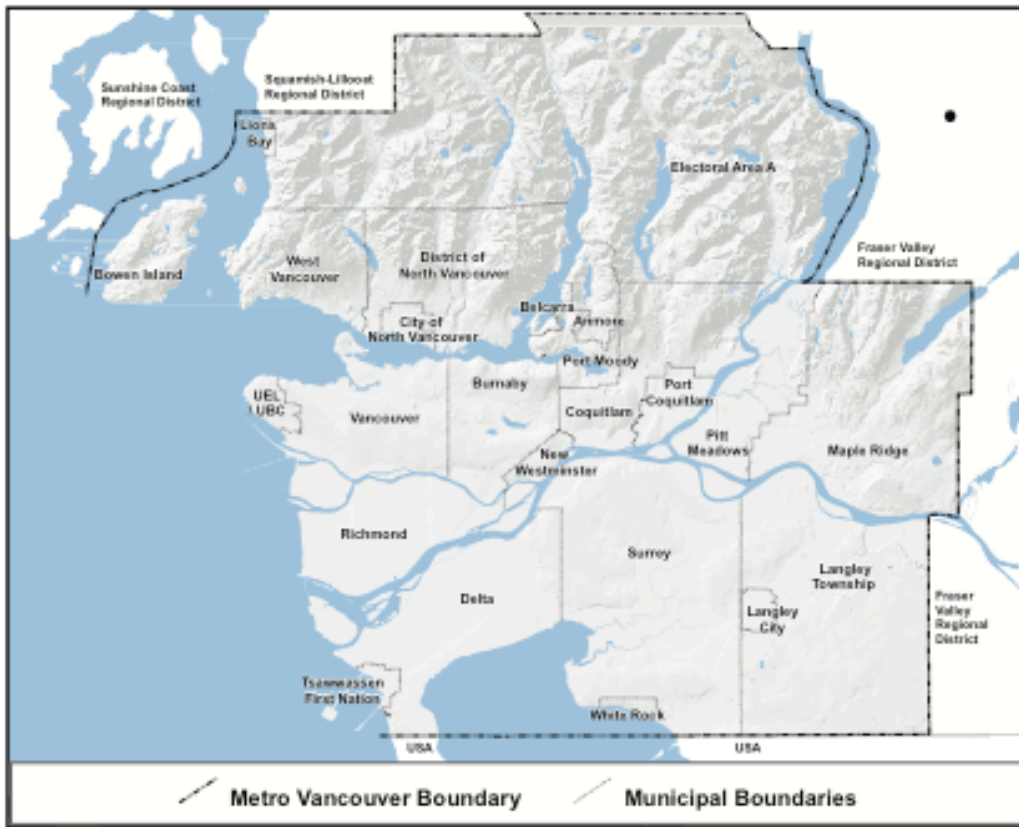 Sunshine Coast
Regional District
Squamish-Lillooet
Regional District
Lions
Bay
Electoral Area A
Fraser Valley
Regional District
Bowen Island
West
Vancouver
District of
North Vancouver
Belcarra
Anmore
City of
North Vancouver
Port Moody
Burnaby
Port
Coquitlam
UEL
UBC
Vancouver
Coquitlam
Pitt
Meadows
Maple Ridge
New
Westminster
Richmond
Surrey
Langley
Township
Delta
Langley
City
Fraser
Valley
Regional
District
Tsawwassen
First Nation
White Rock
USA
USA
Metro Vancouver Boundary
Municipal Boundaries